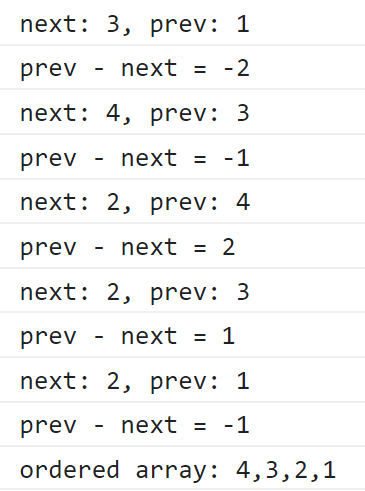 next: 3, prev: 1
prev - next = -2
next: 4, prev: 3
prev - next = -1
next: 2, prev: 4
prev - next = 2
next: 2, prev: 3
prev - next = 1
next: 2, prev: 1
prev - next = -1
ordered array: 4,3,2,1